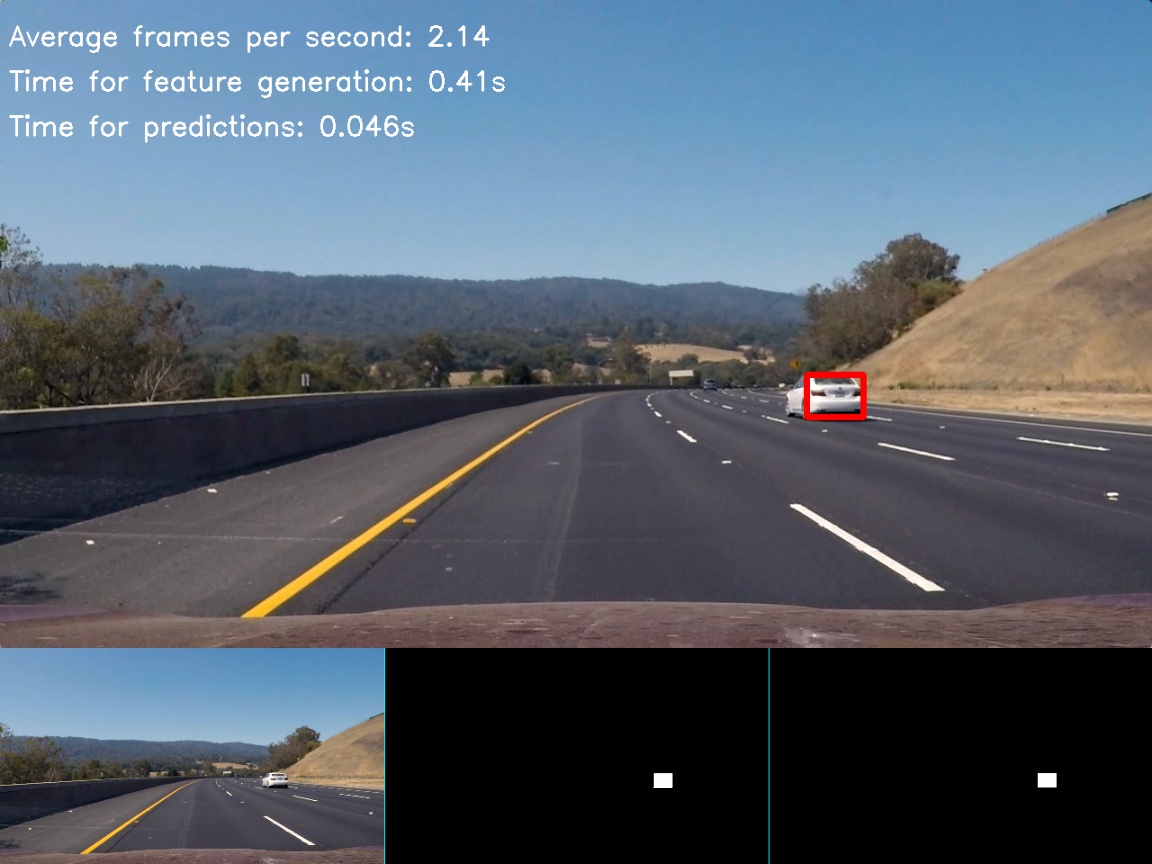 Average frames per second: 2.14
Time for feature generation: 0.41s
Time for predictions: 0.046s